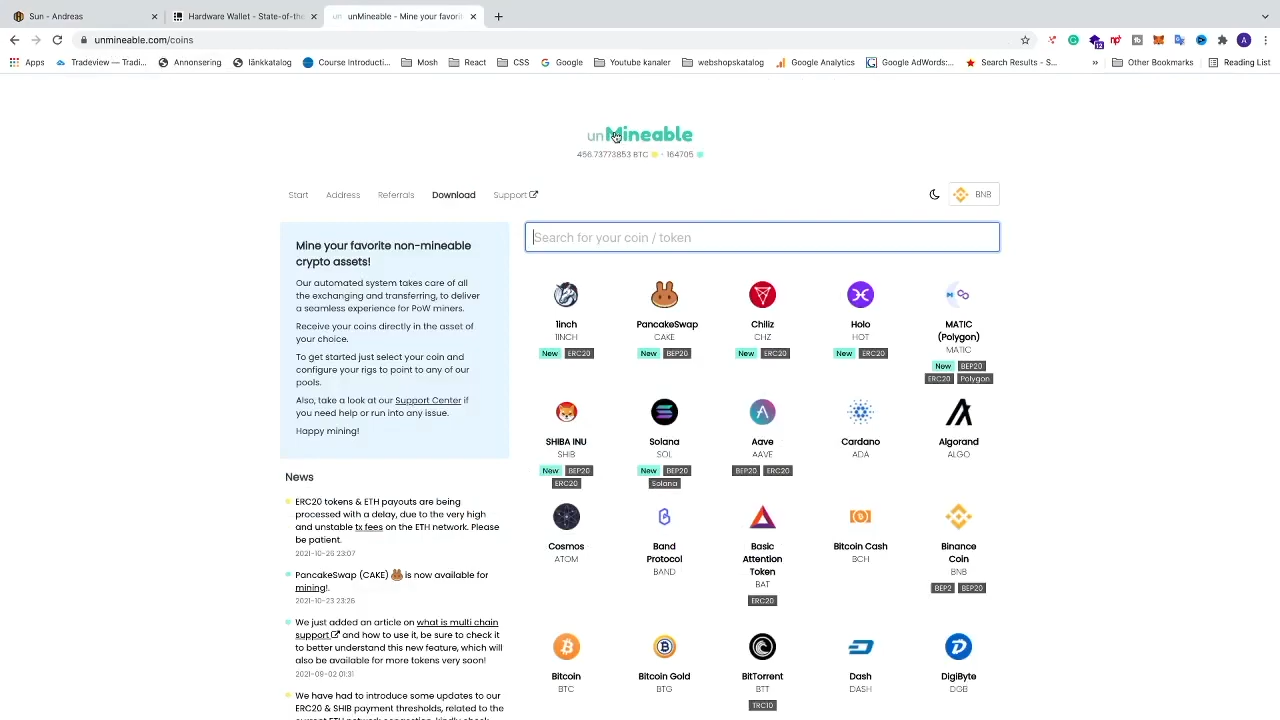 Sun - Andreas
Hardware Wallet - State-of-the
unMineable - Mine your favori
unmineable.com/coins
Apps
Tradeview — Tradi...
Annonsering
länkkatalog
Course Introducti...
Mosh
React
CSS
Google
Youtube kanaler
webshopskatalog
Google Analytics
Google AdWords:...
Search Results - S...
»
Other Bookmarks
Reading List
unMineable
456.73773853 BTC - 164705
Start
Address
Referrals
Download
Support
BNB
Mine your favorite non-mineable
crypto assets!
Our automated system takes care of all
the exchanging and transferring, to deliver
a seamless experience for PoW miners.
Receive your coins directly in the asset of
your choice.
To get started just select your coin and
configure your rigs to point to any of our
pools.
Also, take a look at our Support Center if
you need help or run into any issue.
Happy mining!
News
ERC20 tokens & ETH payouts are being
processed with a delay, due to the very high
and unstable tx fees on the ETH network. Please
be patient.
2021-10-26 23:07
PancakeSwap (CAKE) is now available for
mining!.
2021-10-23 23:26
We just added an article on what is multi chain
support and how to use it, be sure to check it
to better understand this new feature, which will
also be available for more tokens very soon!
2021-09-02 01:31
We have had to introduce some updates to our
ERC20 & SHIB payment thresholds, related to the
Search for your coin / token
1inch
1INCH
New ERC20
PancakeSwap
CAKE
New BEP20
Chiliz
CHZ
New ERC20
Holo
HOT
New ERC20
MATIC
(Polygon)
MATIC
New BEP20
ERC20 Polygon
SHIBA INU
SHIB
New BEP20
ERC20
Solana
SOL
New BEP20
Solana
Aave
AAVE
BEP20 ERC20
Cardano
ADA
Algorand
ALGO
Cosmos
ATOM
Band
Protocol
BAND
Basic
Attention
Token
BAT
ERC20
Bitcoin Cash
BCH
Binance
Coin
BNB
BEP2 BEP20
Bitcoin
BTC
Bitcoin Gold
BTG
BitTorrent
BTT
TRC10
Dash
DASH
DigiByte
DGB